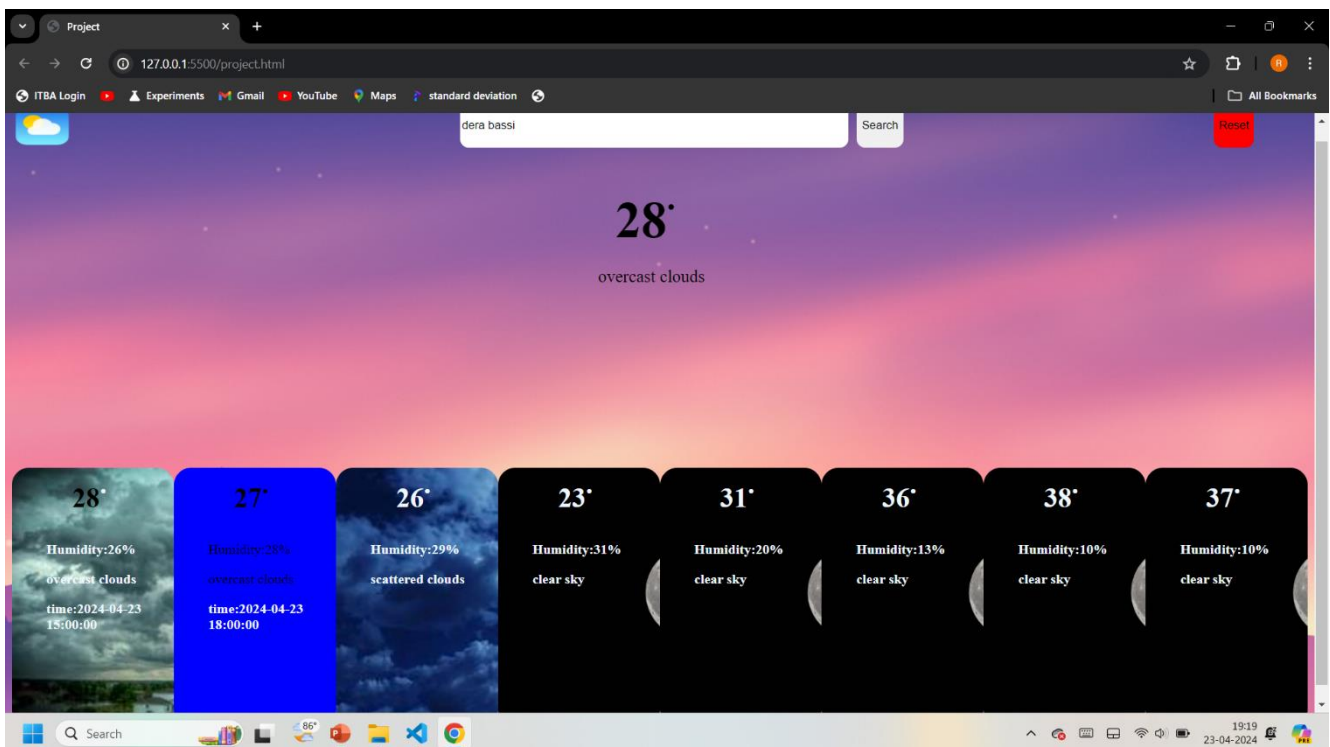 Project
127.0.0.1:5500/project.html
R
ITBA Login
Experiments
Gmail
YouTube
Maps
standard deviation
All Bookmarks
dera bassi
Search
Reset
28°
overcast clouds
28°
Humidity:26%
overcast clouds
time:2024-04-23
15:00:00
27°
Humidity:28%
overcast clouds
time:2024-04-23
18:00:00
26°
Humidity:29%
scattered clouds
23°
Humidity:31%
clear sky
31°
Humidity:20%
clear sky
36°
Humidity:13%
clear sky
38°
Humidity:10%
clear sky
37°
Humidity:10%
clear sky
Search
86°
19:19
23-04-2024
PRE